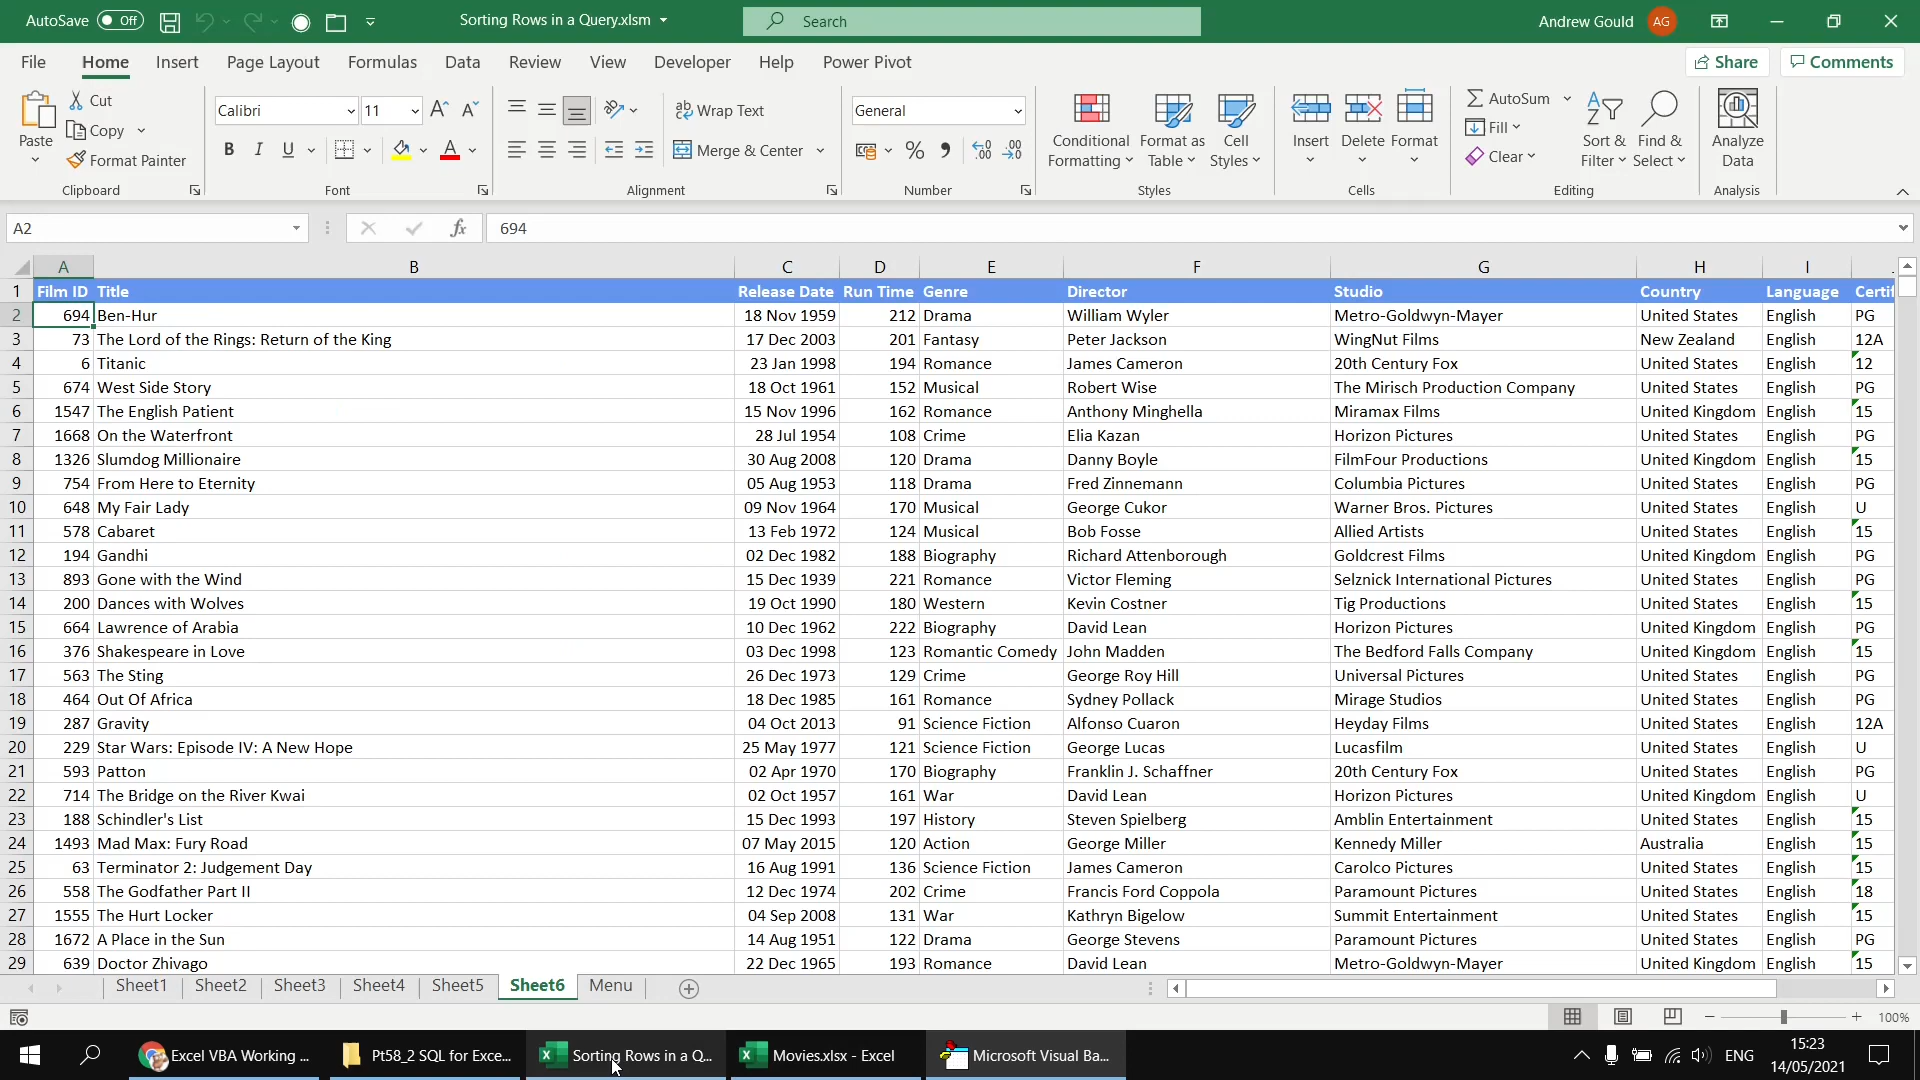 AutoSave Off Sorting Rows in a Query.xlsm Search Andrew Gould AG
File Home Insert Page Layout Formulas Data Review View Developer Help Power Pivot Share Comments
Paste Cut Copy Format Painter Clipboard
Calibri 11 B I U A Font
Wrap Text Merge & Center Alignment
General % Number
Conditional Formatting Format as Table Cell Styles Styles
Insert Delete Format Cells
AutoSum Fill Clear Sort & Filter Find & Select Editing
Analyze Data Analysis
A2 fx 694
A B C D E F G H I
1 Film ID Title Release Date Run Time Genre Director Studio Country Language Certif
2 694 Ben-Hur 18 Nov 1959 212 Drama William Wyler Metro-Goldwyn-Mayer United States English PG
3 73 The Lord of the Rings: Return of the King 17 Dec 2003 201 Fantasy Peter Jackson WingNut Films New Zealand English 12A
4 6 Titanic 23 Jan 1998 194 Romance James Cameron 20th Century Fox United States English 12
5 674 West Side Story 18 Oct 1961 152 Musical Robert Wise The Mirisch Production Company United States English PG
6 1547 The English Patient 15 Nov 1996 162 Romance Anthony Minghella Miramax Films United Kingdom English 15
7 1668 On the Waterfront 28 Jul 1954 108 Crime Elia Kazan Horizon Pictures United States English PG
8 1326 Slumdog Millionaire 30 Aug 2008 120 Drama Danny Boyle FilmFour Productions United Kingdom English 15
9 754 From Here to Eternity 05 Aug 1953 118 Drama Fred Zinnemann Columbia Pictures United States English PG
10 648 My Fair Lady 09 Nov 1964 170 Musical George Cukor Warner Bros. Pictures United States English U
11 578 Cabaret 13 Feb 1972 124 Musical Bob Fosse Allied Artists United States English 15
12 194 Gandhi 02 Dec 1982 188 Biography Richard Attenborough Goldcrest Films United Kingdom English PG
13 893 Gone with the Wind 15 Dec 1939 221 Romance Victor Fleming Selznick International Pictures United States English PG
14 200 Dances with Wolves 19 Oct 1990 180 Western Kevin Costner Tig Productions United States English 15
15 664 Lawrence of Arabia 10 Dec 1962 222 Biography David Lean Horizon Pictures United Kingdom English PG
16 376 Shakespeare in Love 03 Dec 1998 123 Romantic Comedy John Madden The Bedford Falls Company United Kingdom English 15
17 563 The Sting 26 Dec 1973 129 Crime George Roy Hill Universal Pictures United States English PG
18 464 Out Of Africa 18 Dec 1985 161 Romance Sydney Pollack Mirage Studios United States English PG
19 287 Gravity 04 Oct 2013 91 Science Fiction Alfonso Cuaron Heyday Films United States English 12A
20 229 Star Wars: Episode IV: A New Hope 25 May 1977 121 Science Fiction George Lucas Lucasfilm United States English U
21 593 Patton 02 Apr 1970 170 Biography Franklin J. Schaffner 20th Century Fox United States English PG
22 714 The Bridge on the River Kwai 02 Oct 1957 161 War David Lean Horizon Pictures United Kingdom English U
23 188 Schindler's List 15 Dec 1993 197 History Steven Spielberg Amblin Entertainment United States English 15
24 1493 Mad Max: Fury Road 07 May 2015 120 Action George Miller Kennedy Miller Australia English 15
25 63 Terminator 2: Judgement Day 16 Aug 1991 136 Science Fiction James Cameron Carolco Pictures United States English 15
26 558 The Godfather Part II 12 Dec 1974 202 Crime Francis Ford Coppola Paramount Pictures United States English 18
27 1555 The Hurt Locker 04 Sep 2008 131 War Kathryn Bigelow Summit Entertainment United States English 15
28 1672 A Place in the Sun 14 Aug 1951 122 Drama George Stevens Paramount Pictures United States English PG
29 639 Doctor Zhivago 22 Dec 1965 193 Romance David Lean Metro-Goldwyn-Mayer United Kingdom English 15
Sheet1 Sheet2 Sheet3 Sheet4 Sheet5 Sheet6 Menu
100%
Excel VBA Working ... Pt58_2 SQL for Exce... Sorting Rows in a Q... Movies.xlsx - Excel Microsoft Visual Ba... ENG 15:23
14/05/2021